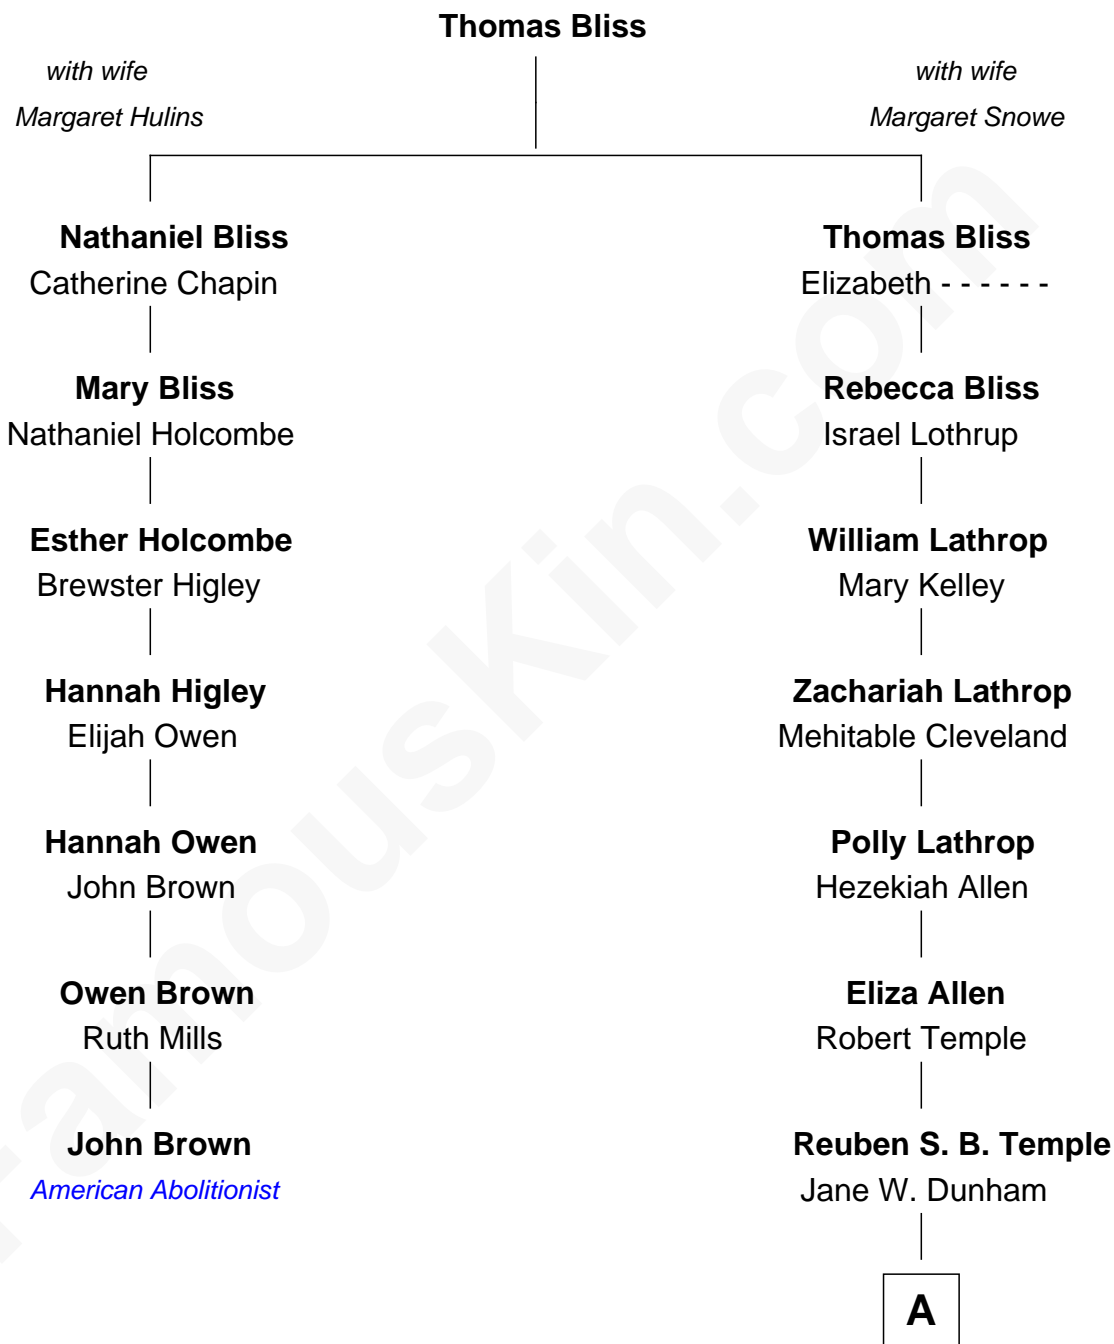 Thomas Bliss
with wife
Margaret Hulins
with wife
Margaret Snowe
Nathaniel Bliss
Catherine Chapin
Thomas Bliss
Elizabeth - - - - - -
Mary Bliss
Nathaniel Holcombe
Rebecca Bliss
Israel Lothrup
Esther Holcombe
Brewster Higley
William Lathrop
Mary Kelley
Hannah Higley
Elijah Owen
Zachariah Lathrop
Mehitable Cleveland
Hannah Owen
John Brown
Polly Lathrop
Hezekiah Allen
Owen Brown
Ruth Mills
Eliza Allen
Robert Temple
John Brown
American Abolitionist
Reuben S. B. Temple
Jane W. Dunham
A
FamousKin.com